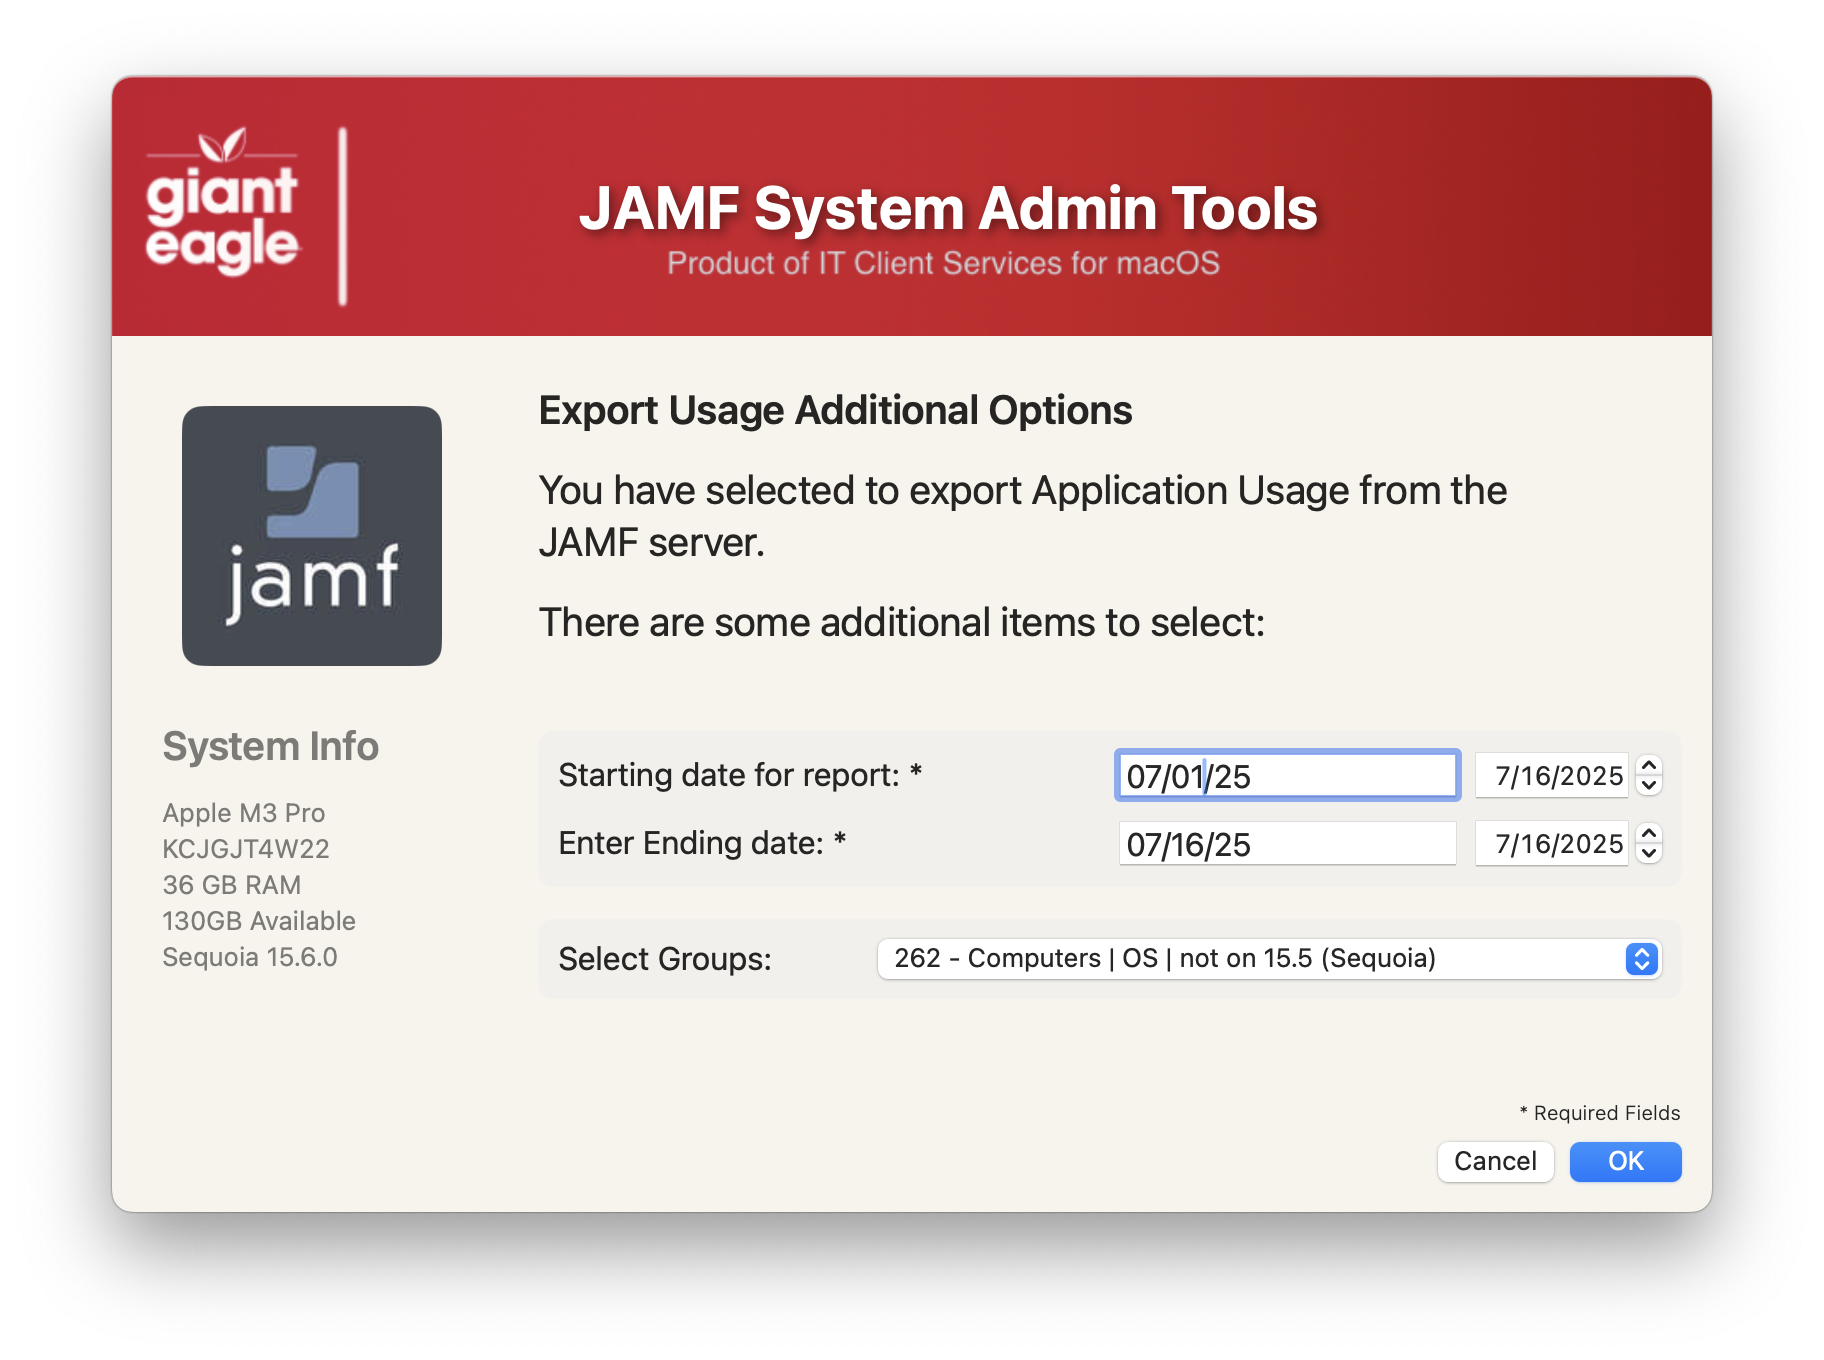 giant
eagle
JAMF System Admin Tools
Product of IT Client Services for macOS
jamf
Export Usage Additional Options
You have selected to export Application Usage from the
JAMF server.
There are some additional items to select:
System Info
Apple M3 Pro
KCJGJT4W22
36 GB RAM
130GB Available
Sequoia 15.6.0
Starting date for report: * 07/01/25 7/16/2025
Enter Ending date: * 07/16/25 7/16/2025
Select Groups: 262 - Computers | OS | not on 15.5 (Sequoia)
* Required Fields
Cancel OK